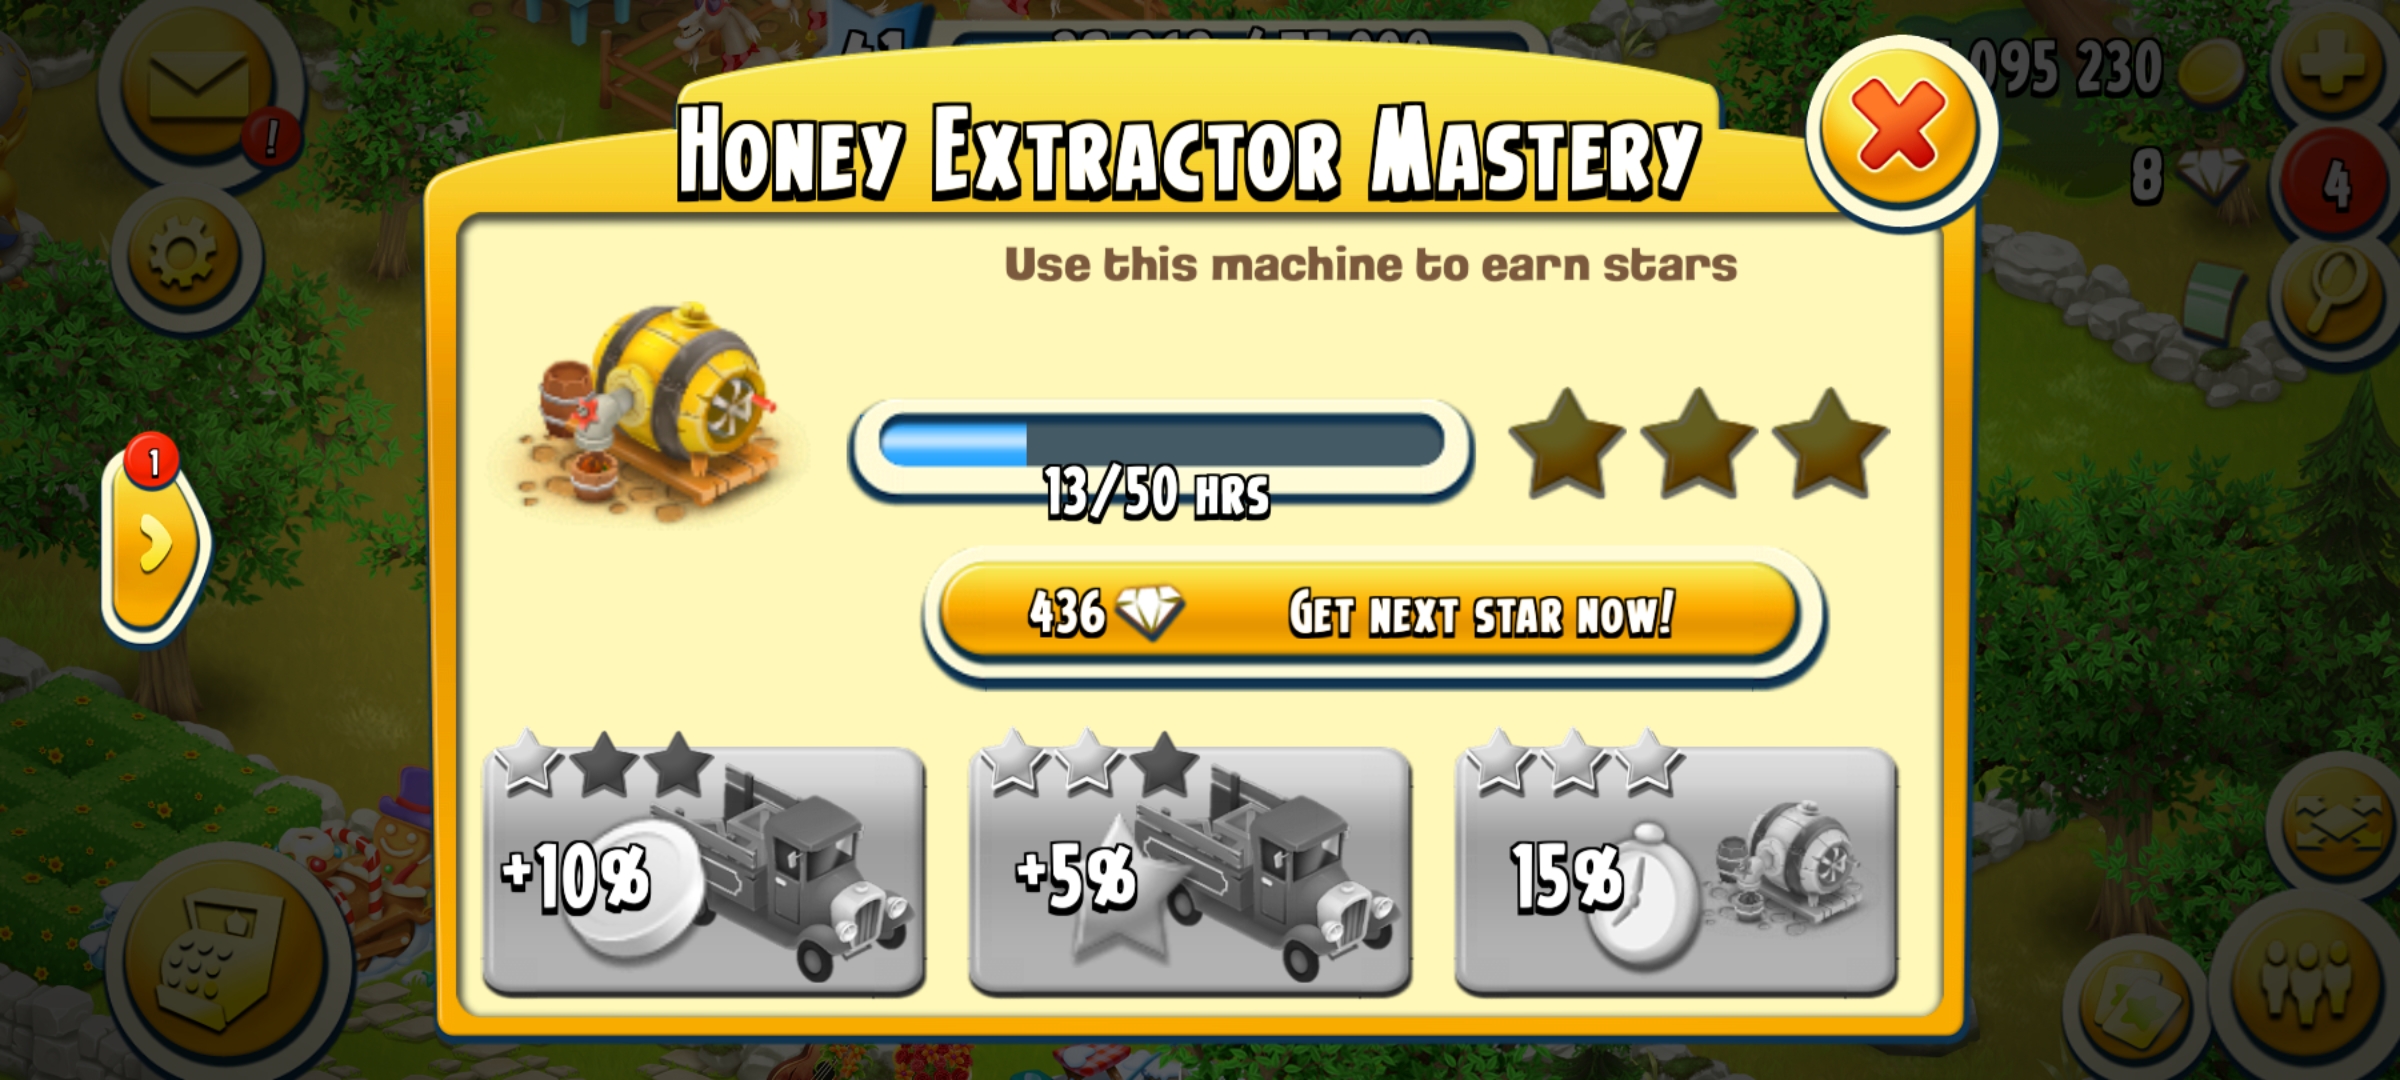 !
095 230
8
4
HONEY EXTRACTOR MASTERY
Use this machine to earn stars
13/50 HRS
1
436 GET NEXT STAR NOW!
+10%
+5%
15%